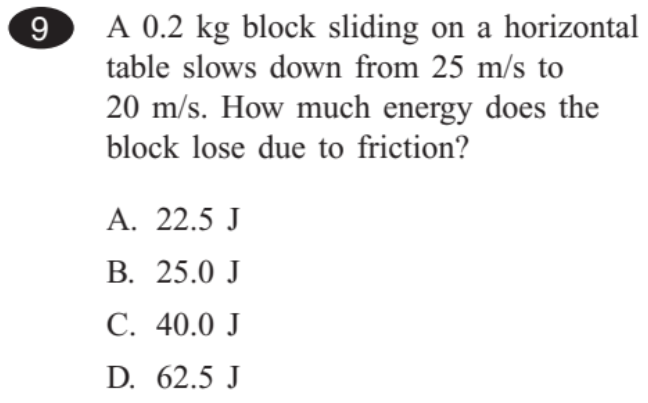 9 A 0.2 kg block sliding on a horizontal
table slows down from 25 m/s to
20 m/s. How much energy does the
block lose due to friction?
A. 22.5 J
B. 25.0 J
C. 40.0 J
D. 62.5 J